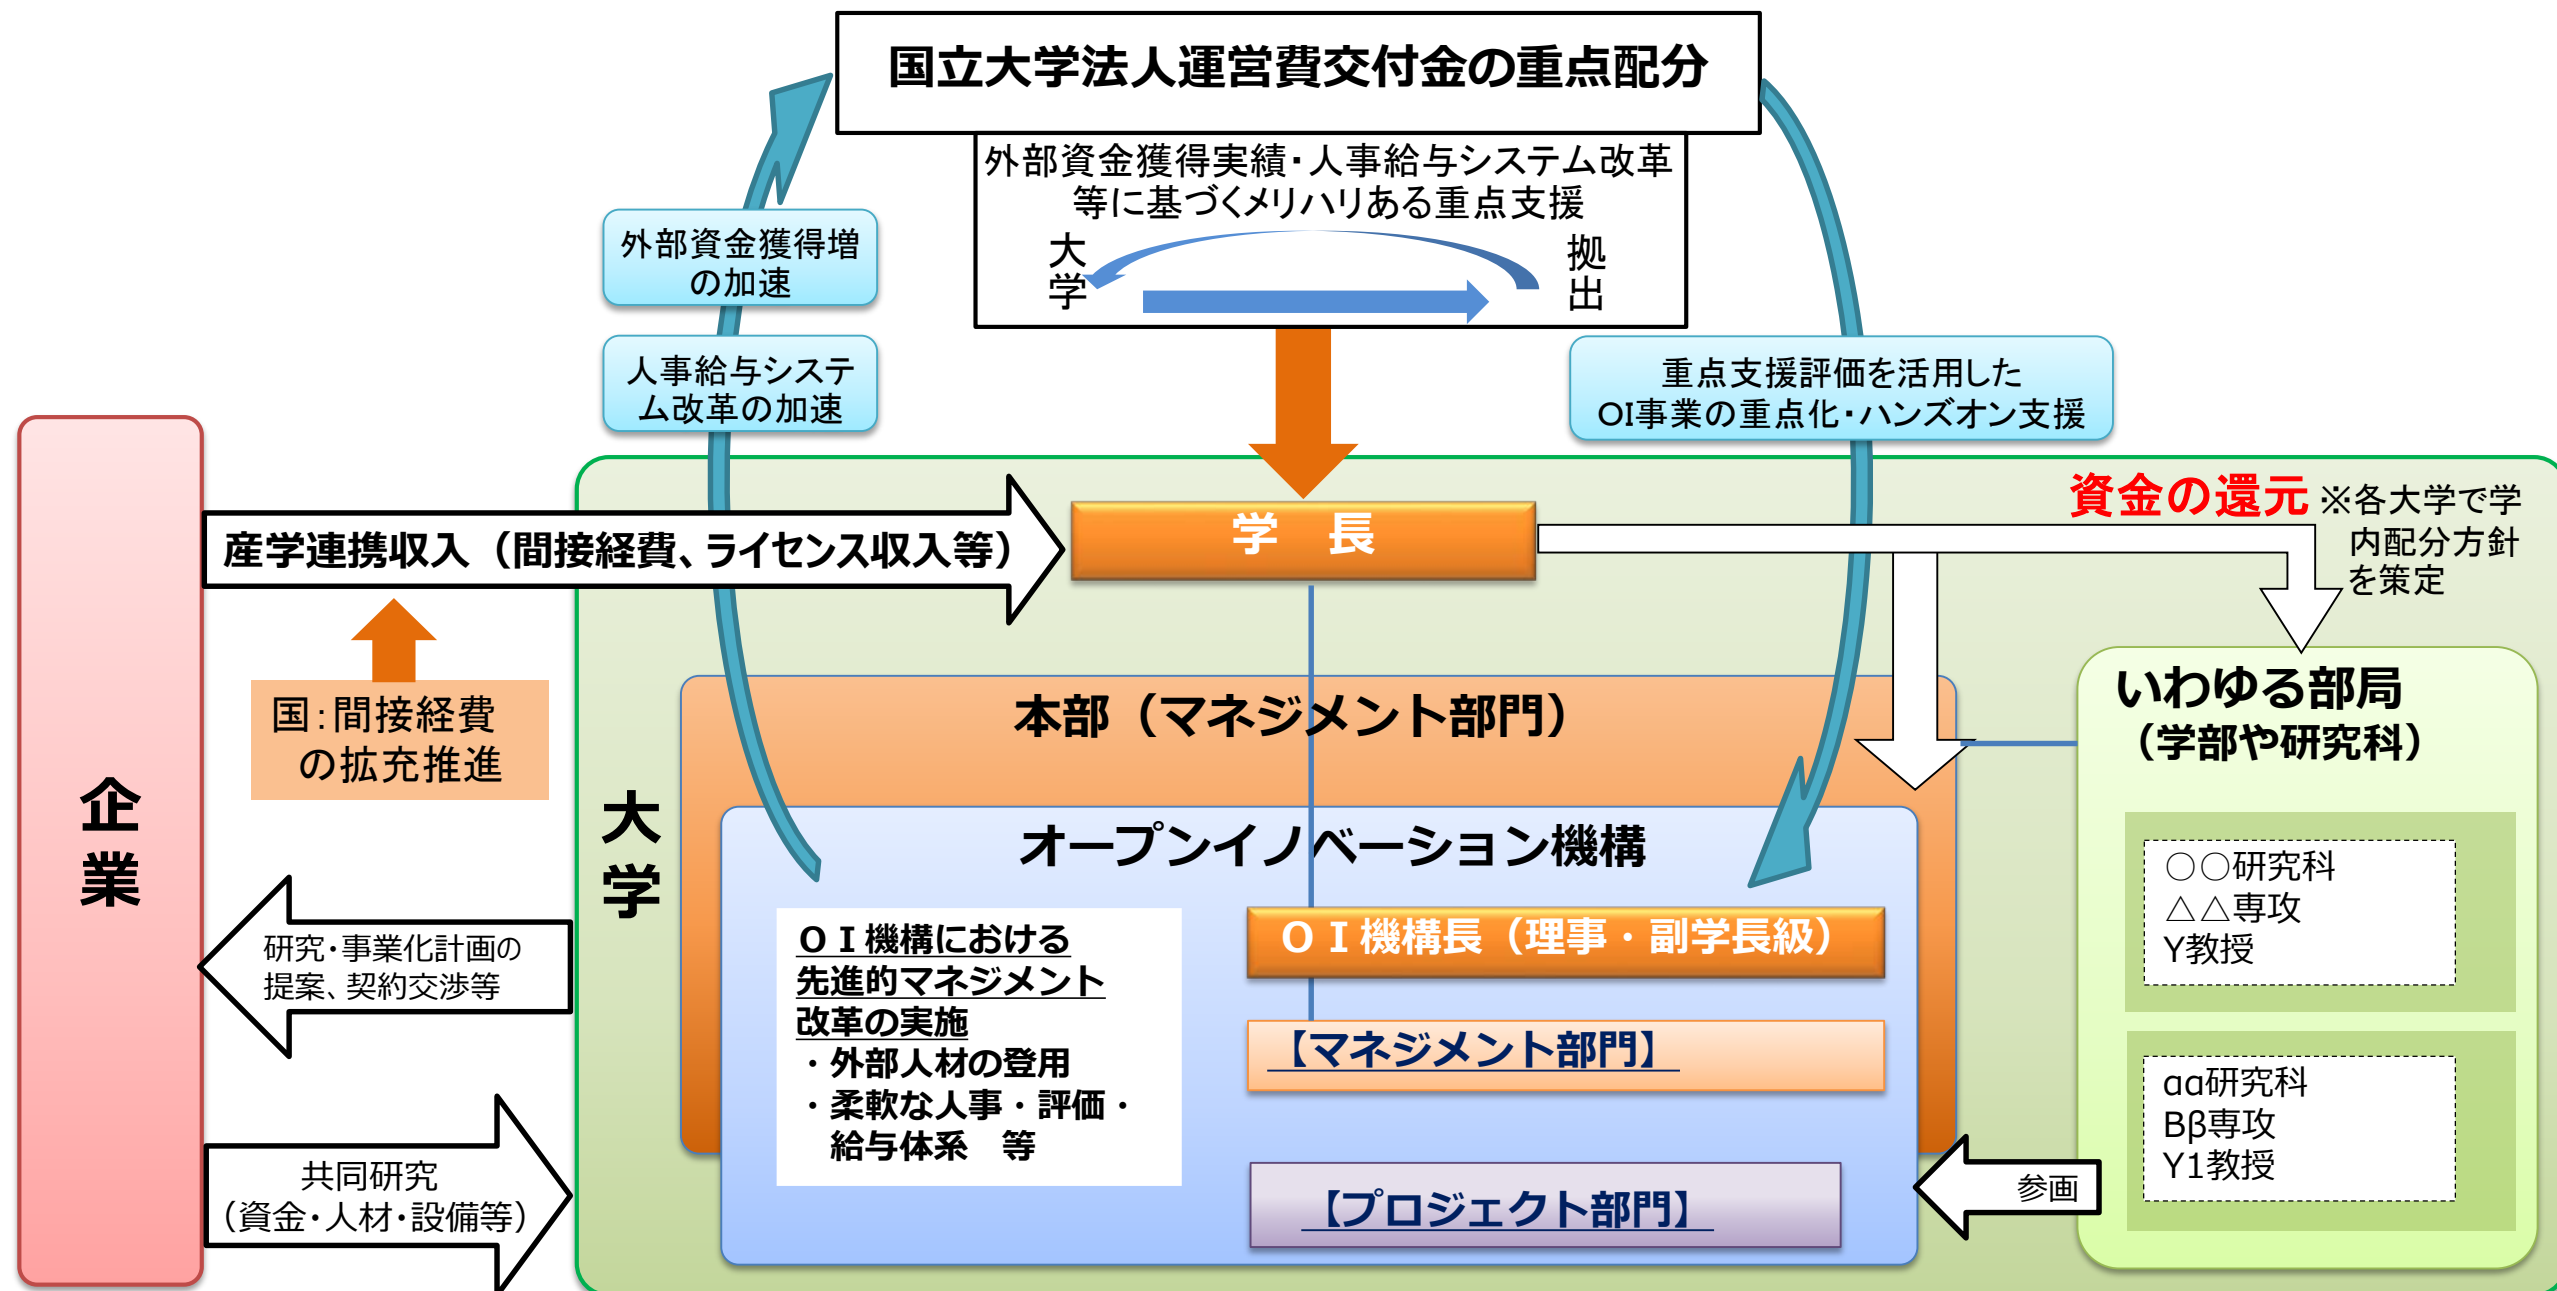 国立大学法人運営費交付金の重点配分
外部資金獲得実績・人事給与システム改革
等に基づくメリハリある重点支援
大学
拠出
外部資金獲得増
の加速
人事給与システ
ム改革の加速
重点支援評価を活用した
OI事業の重点化・ハンズオン支援
企業
産学連携収入（間接経費、ライセンス収入等）
学　長
資金の還元
※各大学で学
内配分方針
を策定
国：間接経費
の拡充推進
大学
本部（マネジメント部門）
オープンイノベーション機構
ＯＩ機構における
先進的マネジメント
改革の実施
・外部人材の登用
・柔軟な人事・評価・
給与体系　等
ＯＩ機構長（理事・副学長級）
【マネジメント部門】
【プロジェクト部門】
いわゆる部局
（学部や研究科）
○○研究科
△△専攻
Y教授
αα研究科
Ββ専攻
Y1教授
参画
研究・事業化計画の
提案、契約交渉等
共同研究
（資金・人材・設備等）